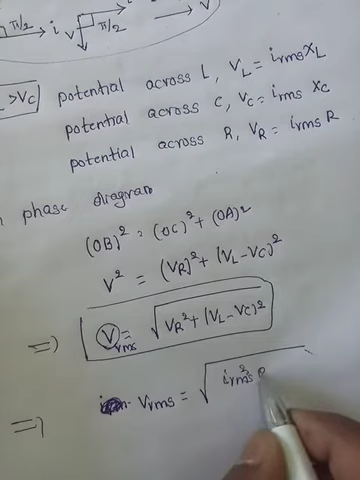 π/2 i V π/2 i V
L > VC potential across L, VL = irms XL
potential across C, VC = irms XC
potential across R, VR = irms R
phase diagram
(OB)² = (OC)² + (OA)²
V² = (VR)² + (VL - VC)²
=> Vrms = √VR² + (VL - VC)²
=> Vrms = √irms² R